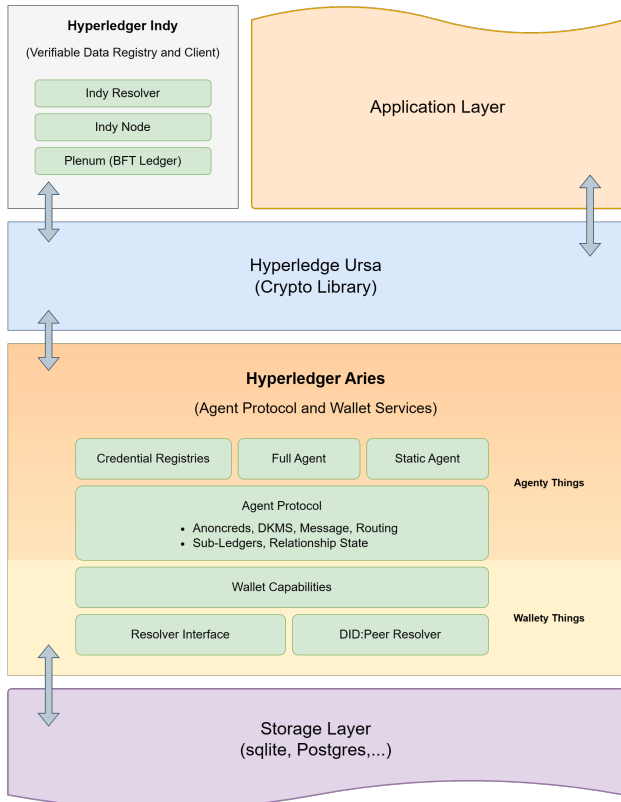 Hyperledger Indy
(Verifiable Data Registry and Client)
Indy Resolver
Indy Node
Plenum (BFT Ledger)
Application Layer
Hyperledge Ursa
(Crypto Library)
Hyperledger Aries
(Agent Protocol and Wallet Services)
Credential Registries
Full Agent
Static Agent
Agenty Things
Agent Protocol
• Anoncreds, DKMS, Message, Routing
• Sub-Ledgers, Relationship State
Wallet Capabilities
Wallety Things
Resolver Interface
DID:Peer Resolver
Storage Layer
(sqlite, Postgres,...)